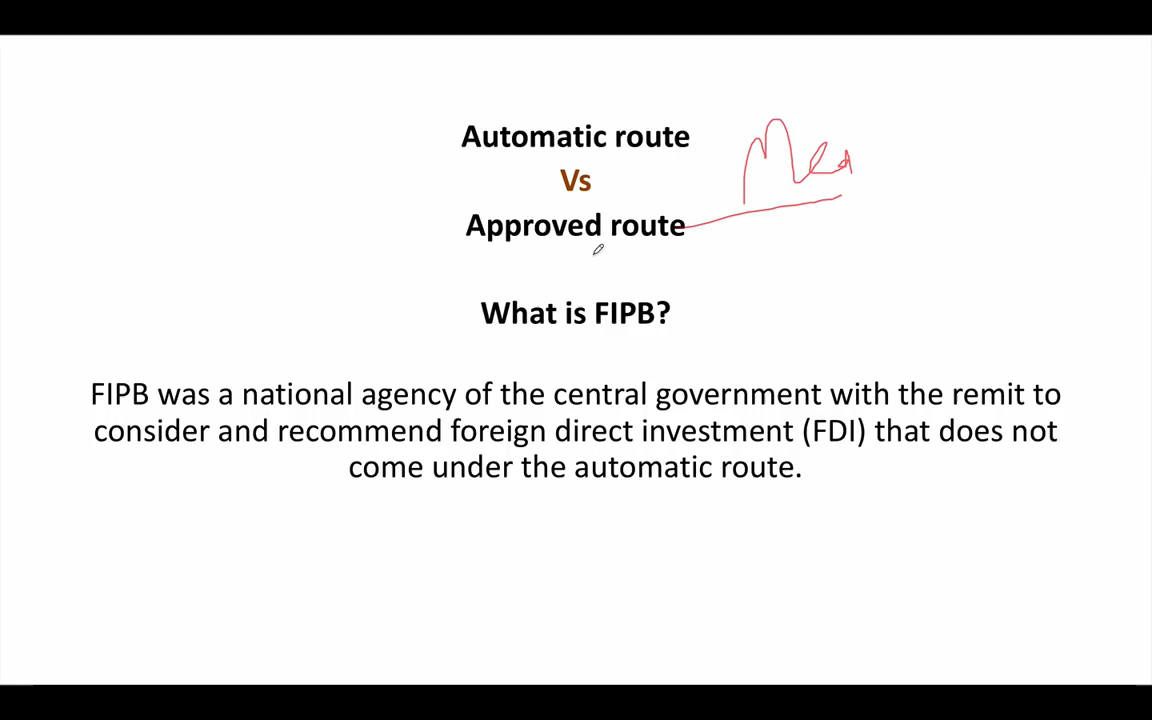 Automatic route
Med
Vs
Approved route
What is FIPB?
FIPB was a national agency of the central government with the remit to
consider and recommend foreign direct investment (FDI) that does not
come under the automatic route.